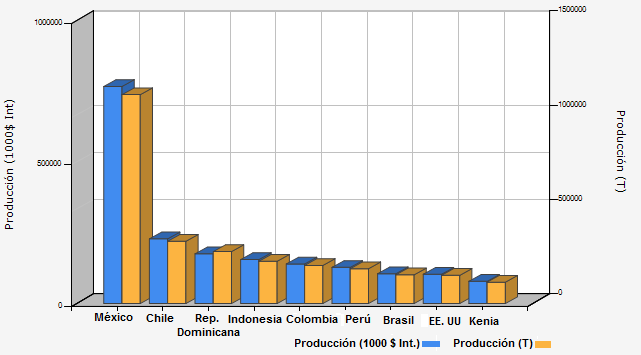 1000000
500000
0
Producción (1000$ Int)
1500000
1000000
500000
0
Producción (T)
México Chile Rep. Indonesia Colombia Perú Brasil EE. UU Kenia
Dominicana
Producción (1000 $ Int.) Producción (T)